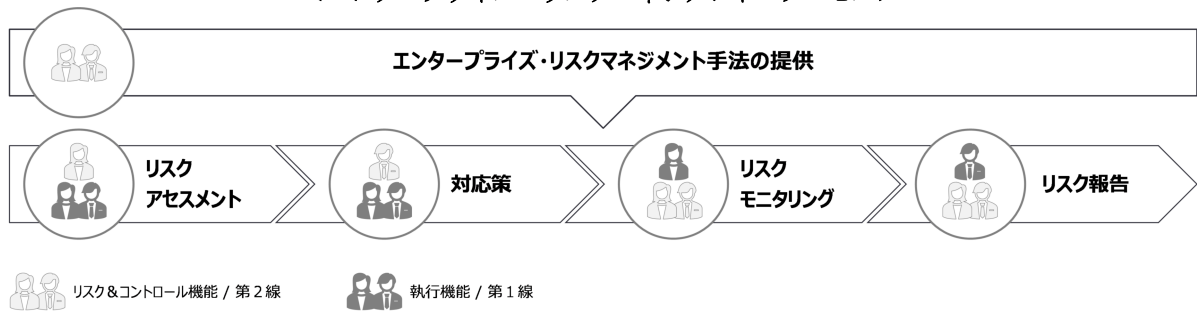 エンタープライズ・リスクマネジメント手法の提供
リスク
アセスメント
対応策
リスク
モニタリング
リスク報告
リスク&コントロール機能 / 第2線
執行機能 / 第1線